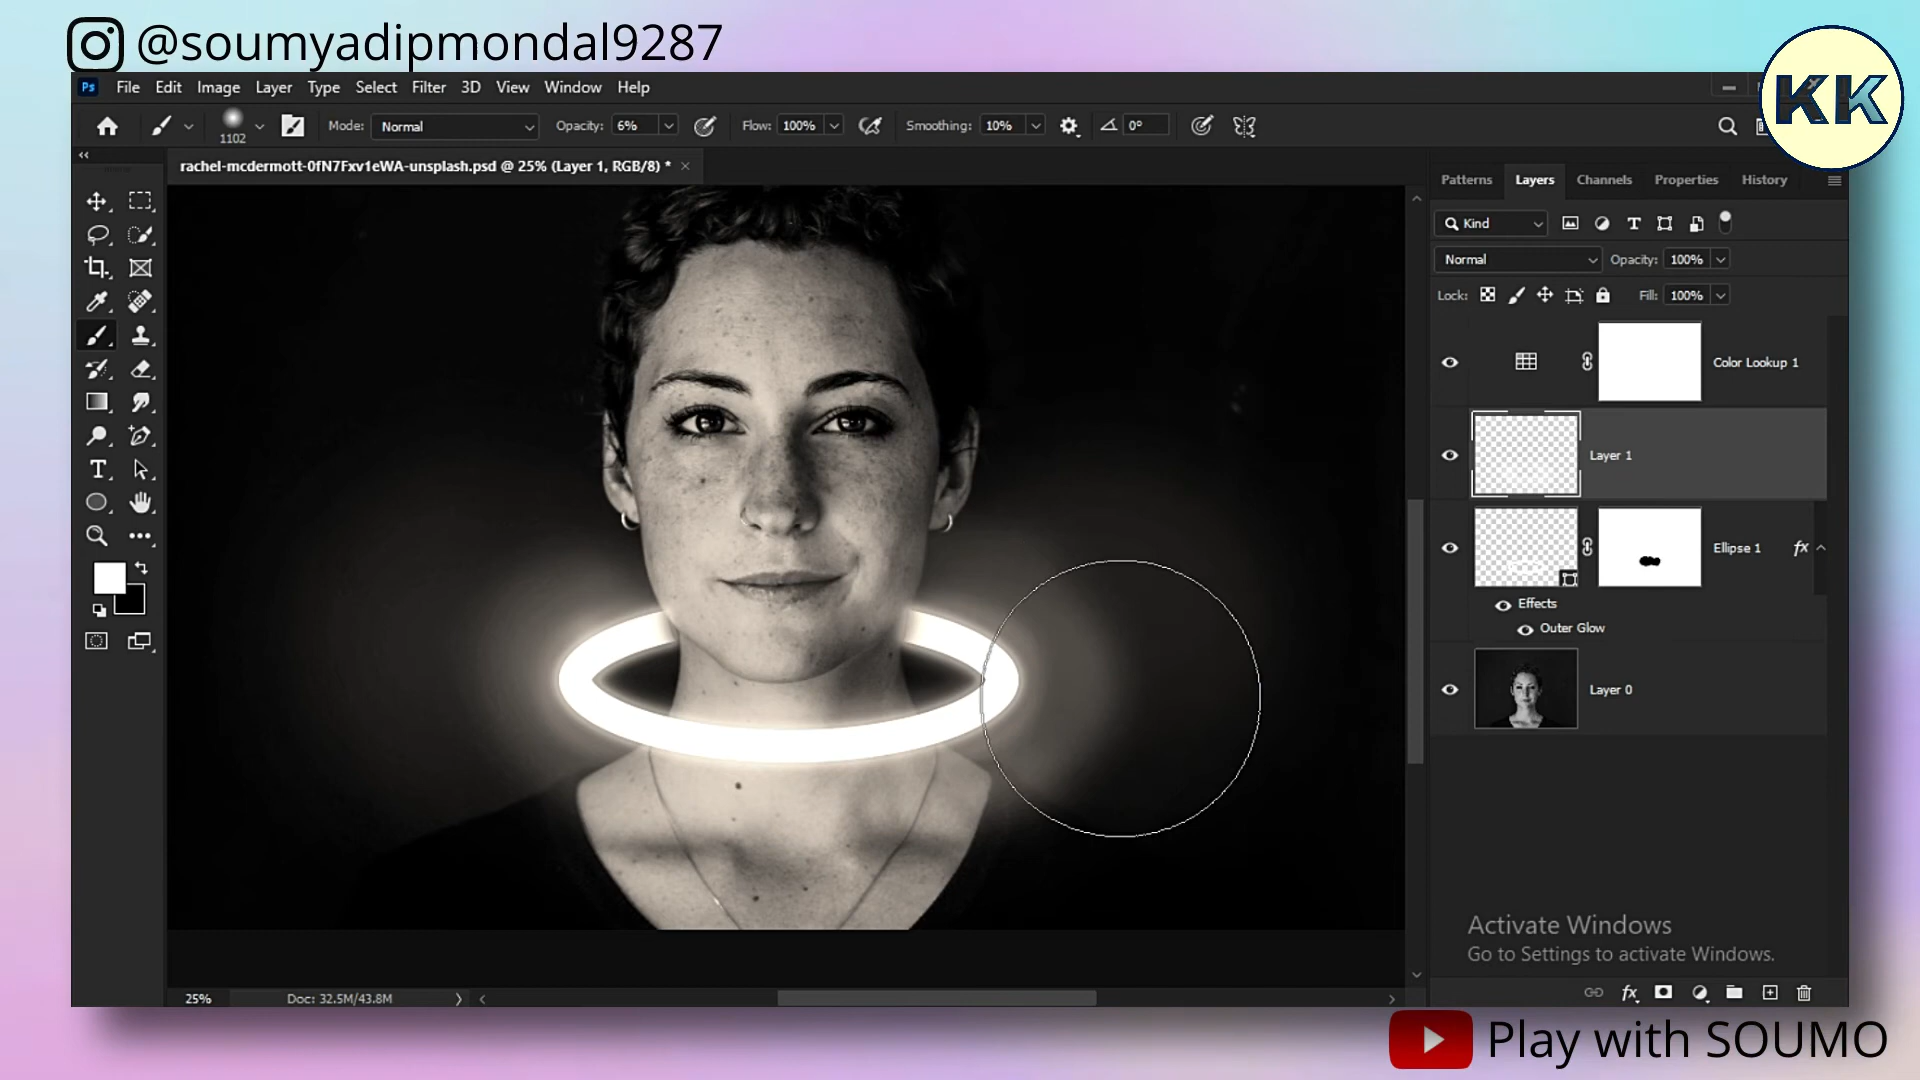 @soumyadipmondal9287
KK
Ps File Edit Image Layer Type Select Filter 3D View Window Help
1102 Mode: Normal Opacity: 6% Flow: 100% Smoothing: 10% 0°
rachel-mcdermott-0fN7Fxv1eWA-unsplash.psd @ 25% (Layer 1, RGB/8) *
Patterns Layers Channels Properties History
Kind
Normal Opacity: 100%
Lock: Fill: 100%
Color Lookup 1
Layer 1
Ellipse 1 fx
Effects
Outer Glow
Layer 0
Activate Windows
Go to Settings to activate Windows.
25% Doc: 32.5M/43.8M
fx
Play with SOUMO